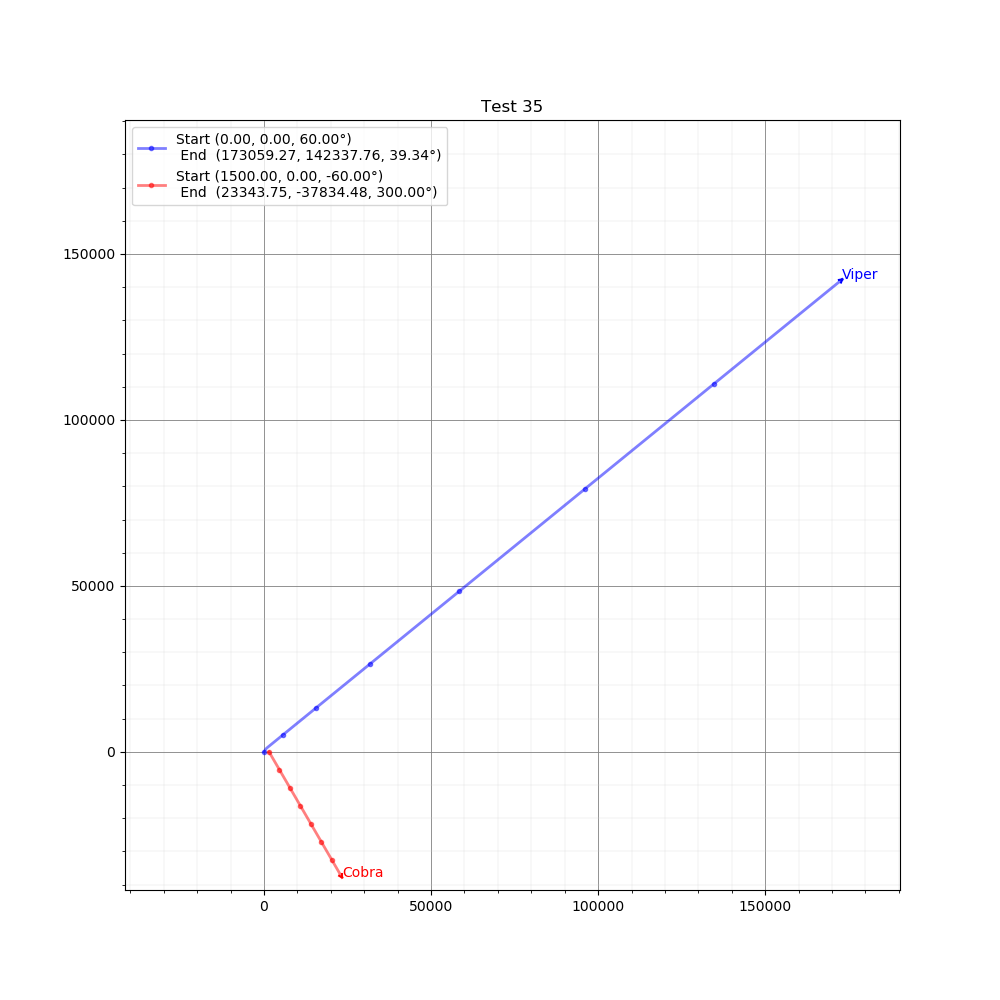 Test 35
Start (0.00, 0.00, 60.00°)
End (173059.27, 142337.76, 39.34°)
Start (1500.00, 0.00, -60.00°)
End (23343.75, -37834.48, 300.00°)
150000
Viper
100000
50000
0
Cobra
0 50000 100000 150000